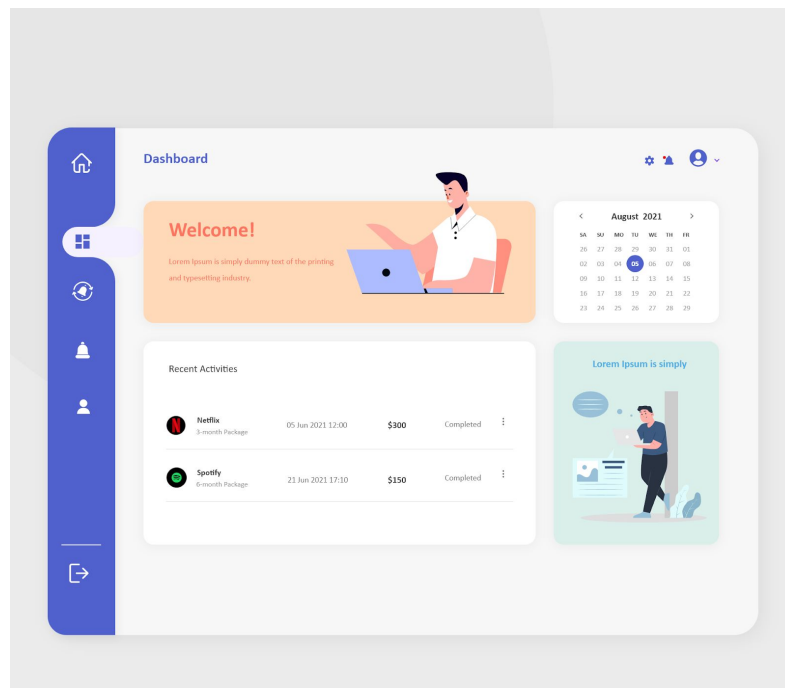 Dashboard
Welcome!
Lorem Ipsum is simply dummy text of the printing
and typesetting industry.
August 2021
SA SU MO TU WE TH FR
26 27 28 29 30 31 01
02 03 04 05 06 07 08
09 10 11 12 13 14 15
16 17 18 19 20 21 22
23 24 25 26 27 28 29
Recent Activities
Netflix
3-month Package
05 Jun 2021 12:00
$300
Completed
Spotify
6-month Package
21 Jun 2021 17:10
$150
Completed
Lorem Ipsum is simply